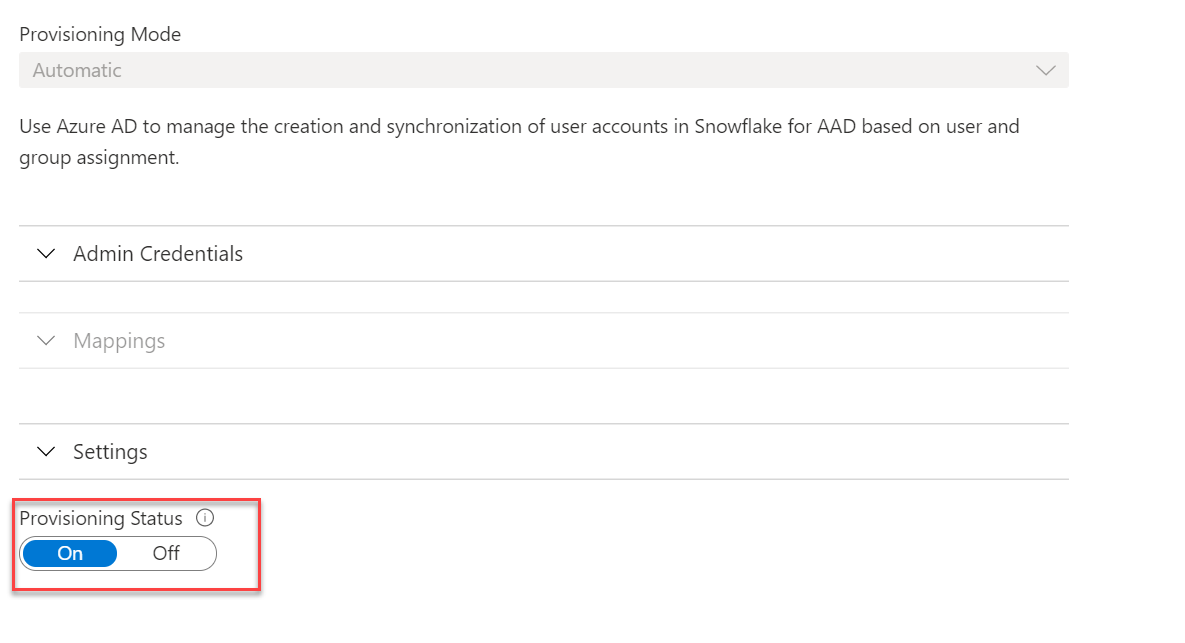 Provisioning Mode
Automatic
Use Azure AD to manage the creation and synchronization of user accounts in Snowflake for AAD based on user and
group assignment.
Admin Credentials
Mappings
Settings
Provisioning Status
On Off